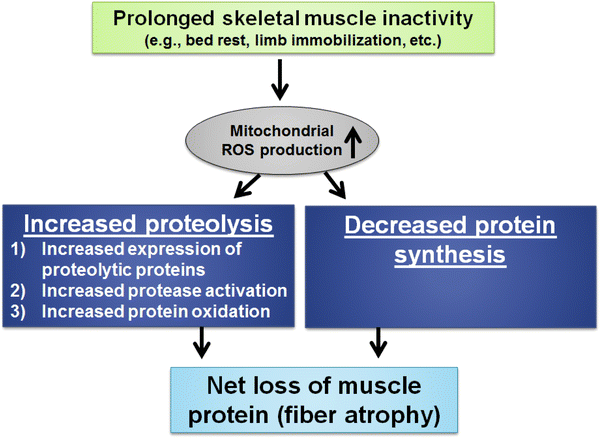 Prolonged skeletal muscle inactivity
(e.g., bed rest, limb immobilization, etc.)
Mitochondrial
ROS production
Increased proteolysis
1) Increased expression of
proteolytic proteins
2) Increased protease activation
3) Increased protein oxidation
Decreased protein
synthesis
Net loss of muscle
protein (fiber atrophy)